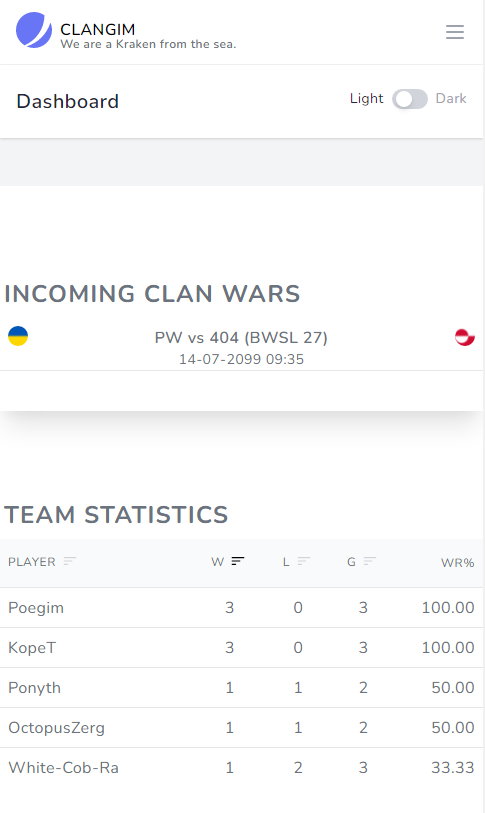 CLANGIM
We are a Kraken from the sea.
Dashboard
Light Dark
INCOMING CLAN WARS
PW vs 404 (BWSL 27)
14-07-2099 09:35
TEAM STATISTICS
PLAYER W L G WR%
Poegim 3 0 3 100.00
KopeT 3 0 3 100.00
Ponyth 1 1 2 50.00
OctopusZerg 1 1 2 50.00
White-Cob-Ra 1 2 3 33.33